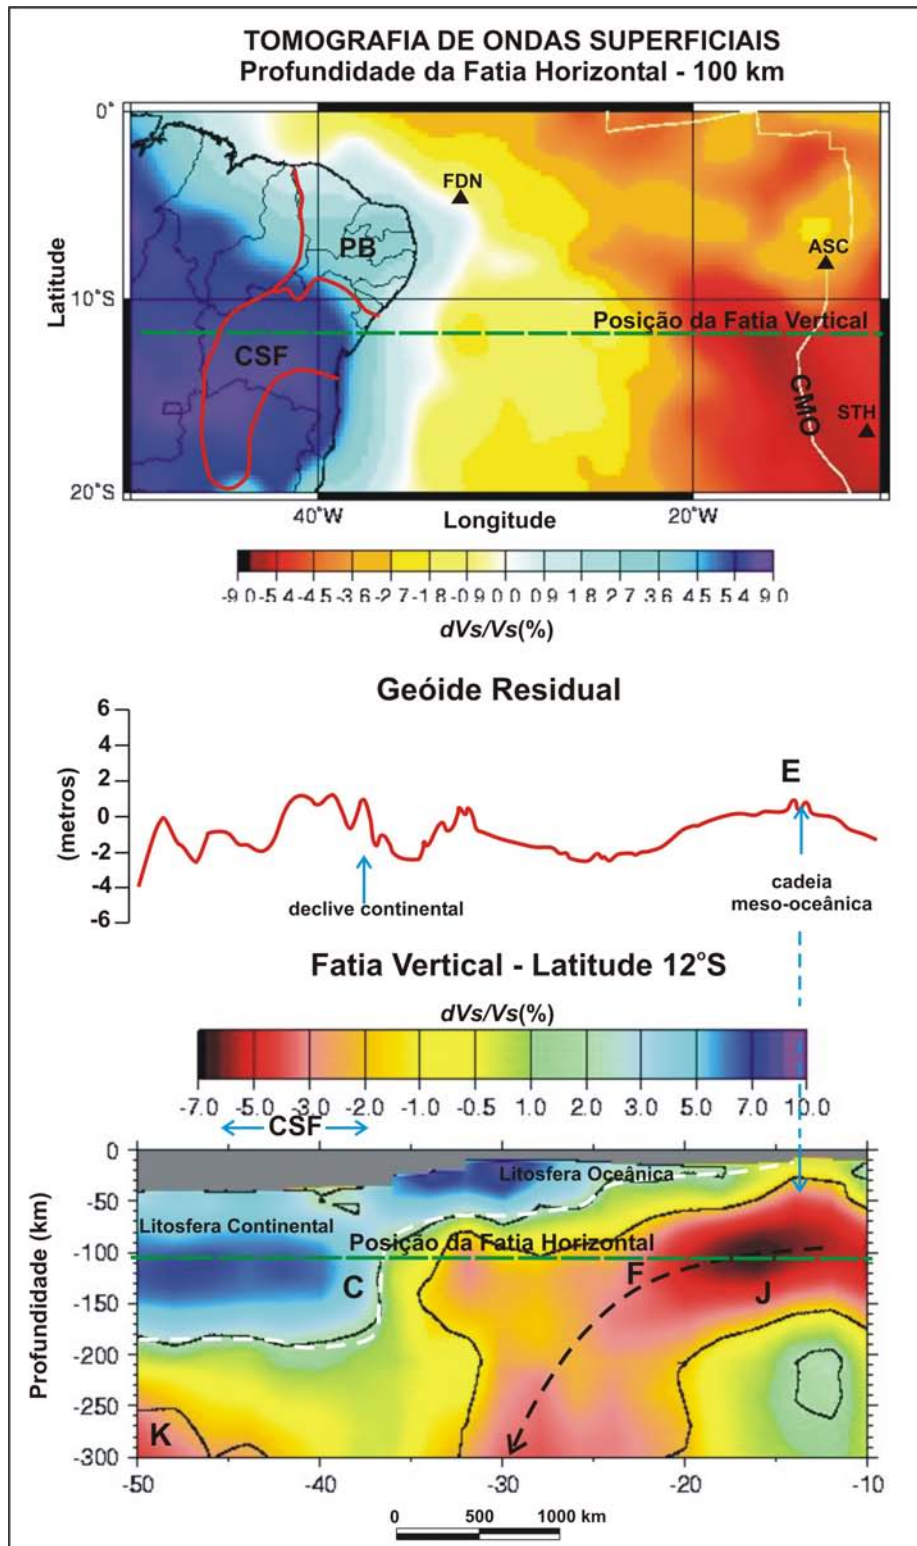 TOMOGRAFIA DE ONDAS SUPERFICIAIS
Profundidade da Fatia Horizontal - 100 km
0°
FDN
PB
ASC
Latitude
10°S
Posição da Fatia Vertical
CSF
CMO
STH
20°S
40°W
Longitude
20°W
-9 0-5 4-4.5-3 6-2 7-1 8-0 9 0 0 0 9 1 8 2 7 3 6 4 5 5 4 9 0
dVs/Vs(%)
Geóide Residual
6
4
2
0
-2
-4
-6
(metros)
E
declive continental
cadeia
meso-oceânica
Fatia Vertical - Latitude 12°S
dVs/Vs(%)
-7.0 -5.0 -3.0 -2.0 -1.0 -0.5 1.0 2.0 3.0 5.0 7.0 10.0
CSF
0
-50
-100
-150
-200
-250
-300
Profundidade (km)
Litosfera Oceânica
Litosfera Continental
Posição da Fatia Horizontal
C
F
J
K
-50 -40 -30 -20 -10
0 500 1000 km